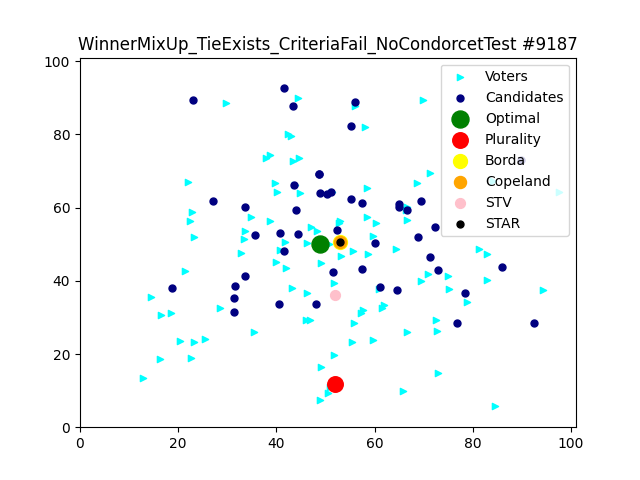 WinnerMixUp_TieExists_CriteriaFail_NoCondorcetTest #9187
100
80
60
40
20
0
0 20 40 60 80 100
Voters
Candidates
Optimal
Plurality
Borda
Copeland
STV
STAR